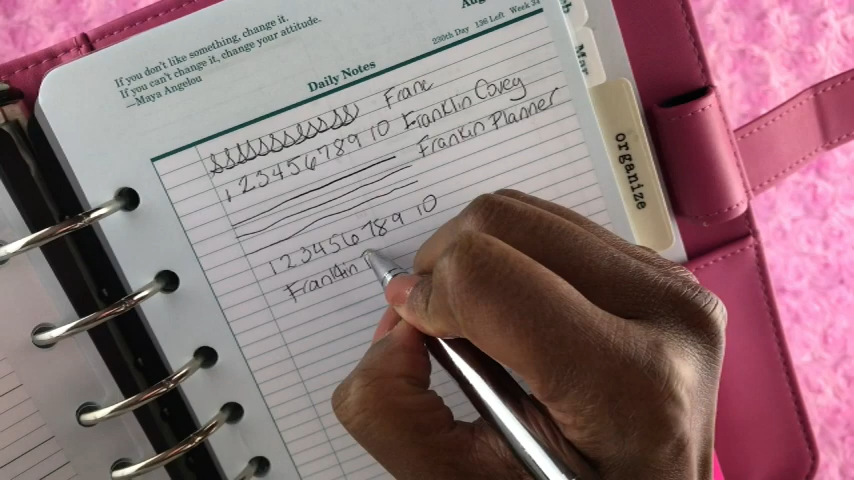 If you don't like something, change it.
If you can't change it, change your attitude.
—Maya Angelou
Daily Notes
230th Day 136 Left Week 34
Franc
1 2 3 4 5 6 7 8 9 10 Franklin Covey
Frankin Planner
1 2 3 4 5 6 7 8 9 10
Franklin
Mar
organize